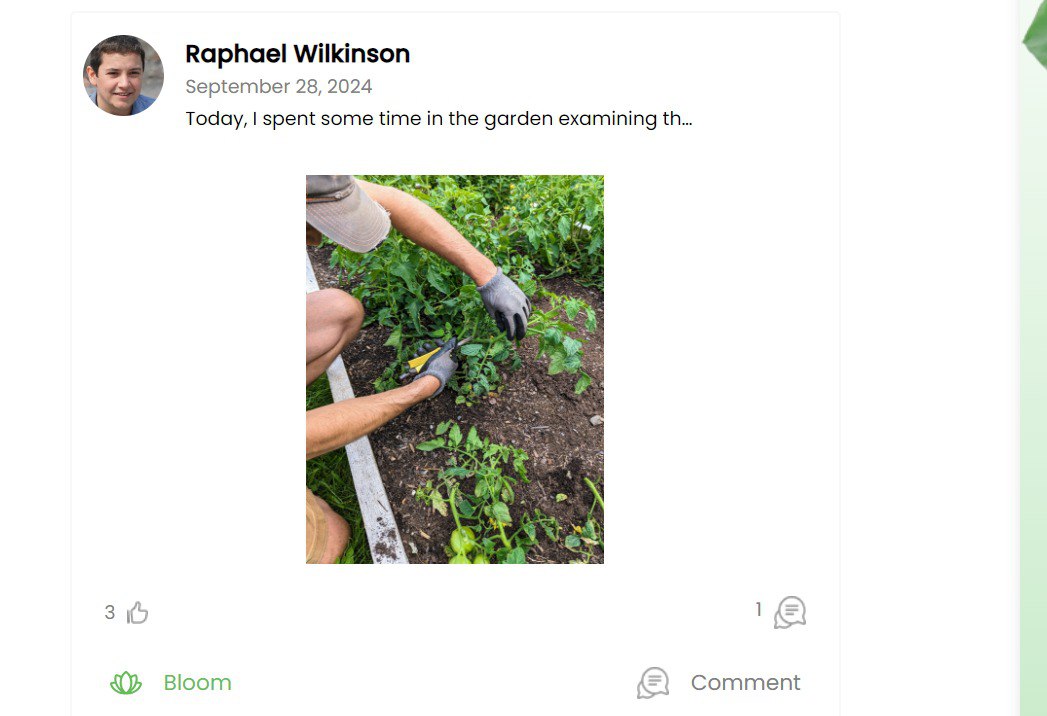 Raphael Wilkinson
September 28, 2024
Today, I spent some time in the garden examining th...
3
1
Bloom
Comment